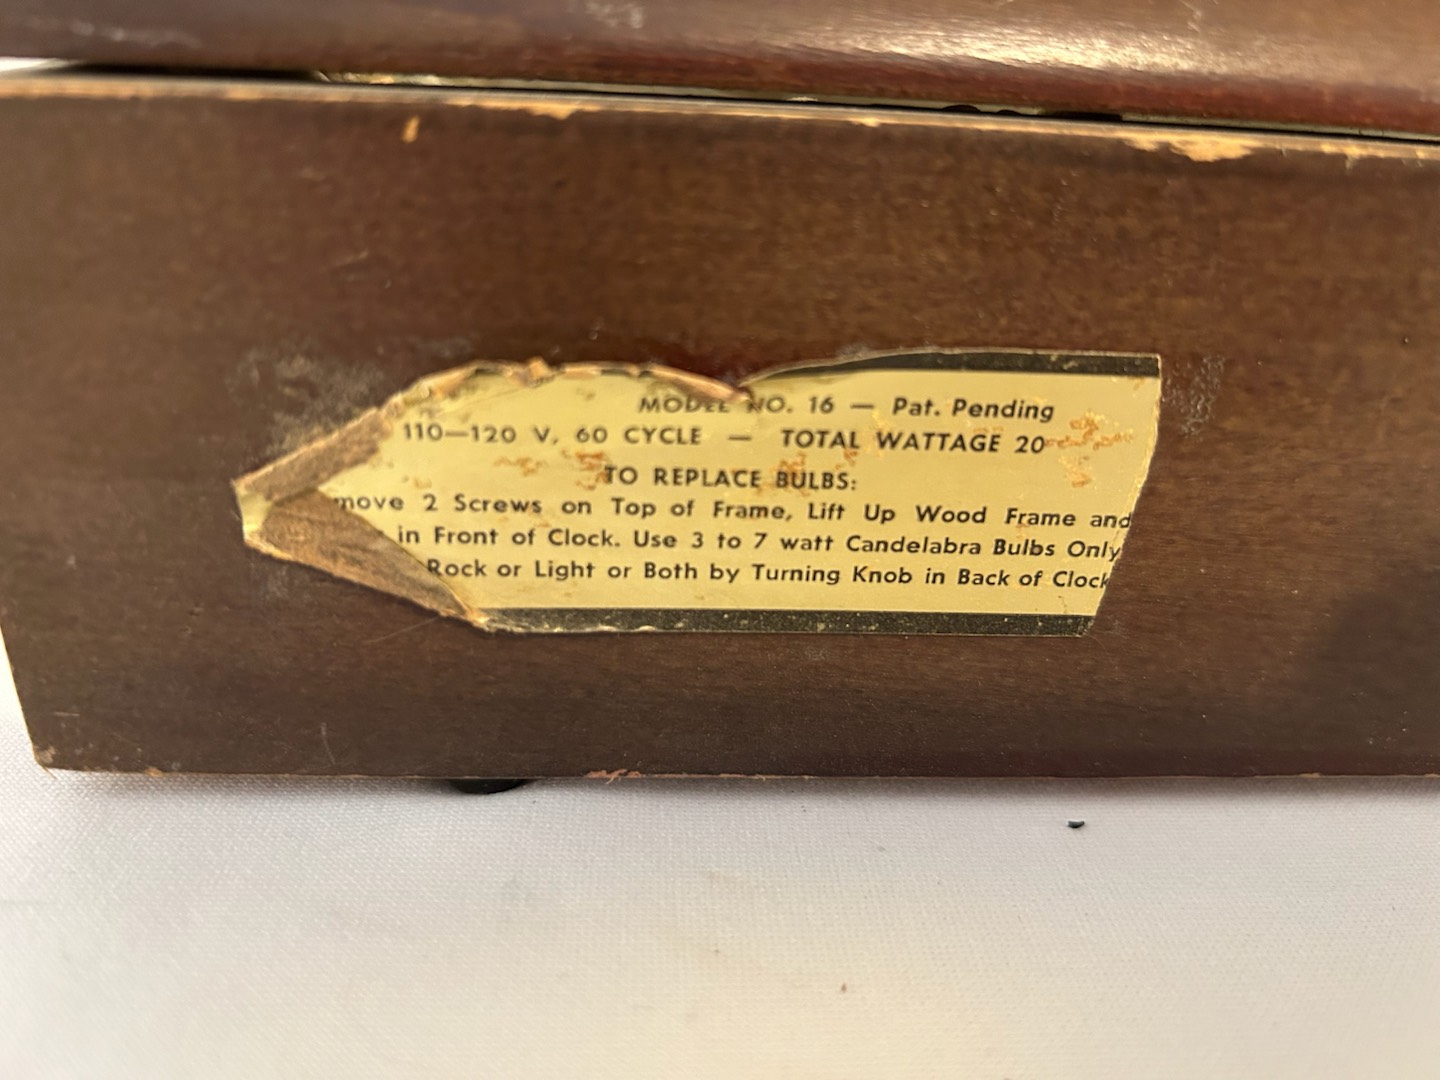 MODEL NO. 16 — Pat. Pending
110—120 V, 60 CYCLE — TOTAL WATTAGE 20
TO REPLACE BULBS:
move 2 Screws on Top of Frame, Lift Up Wood Frame and
in Front of Clock. Use 3 to 7 watt Candelabra Bulbs Only
Rock or Light or Both by Turning Knob in Back of Clock